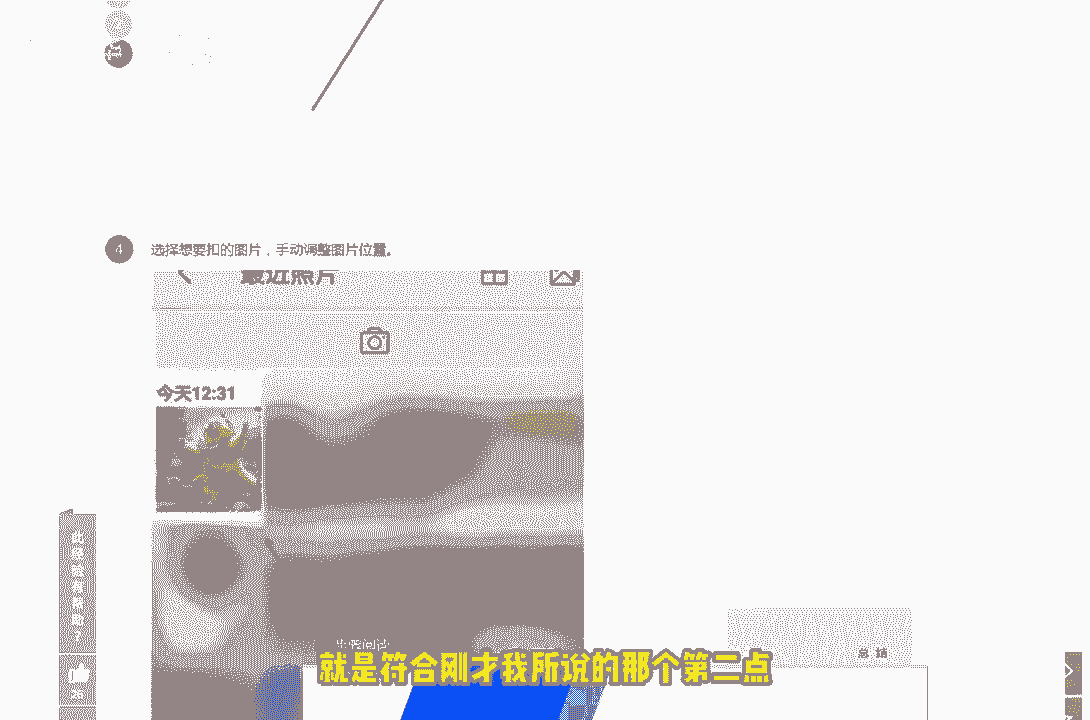 4
选择想要扣的图片，手动调整图片位置。
最近照片
今天12:31
此经验有帮助？
26
总结
就是符合刚才我所说的那个第二点